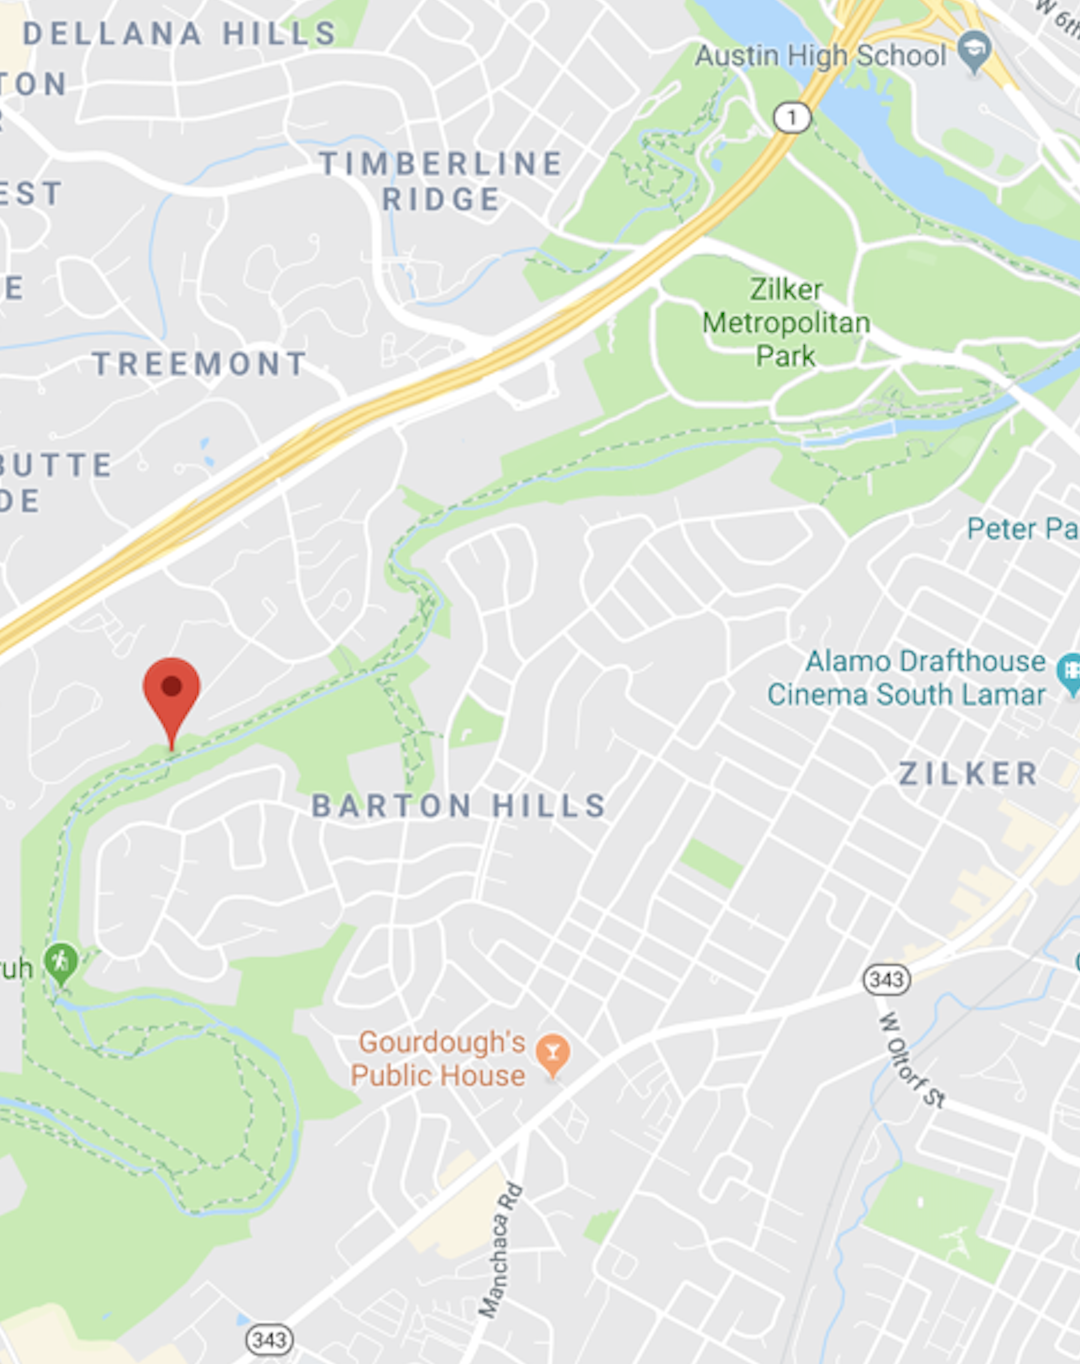 DELLANA HILLS
Austin High School
W 6th
TON
R
1
TIMBERLINE
RIDGE
EST
E
Zilker
Metropolitan
Park
TREEMONT
BUTTE
DE
Peter Pa
Alamo Drafthouse
Cinema South Lamar
ZILKER
BARTON HILLS
ruh
343
W Oltorf St
Gourdough's
Public House
Manchaca Rd
343